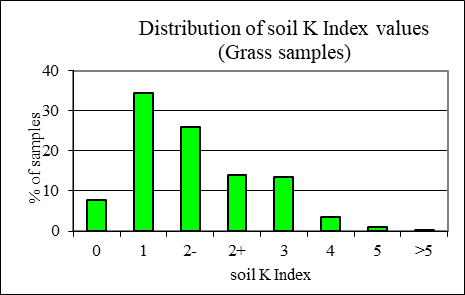 Distribution of soil K Index values
(Grass samples)
% of samples
40
30
20
10
0
0 1 2- 2+ 3 4 5 >5
soil K Index